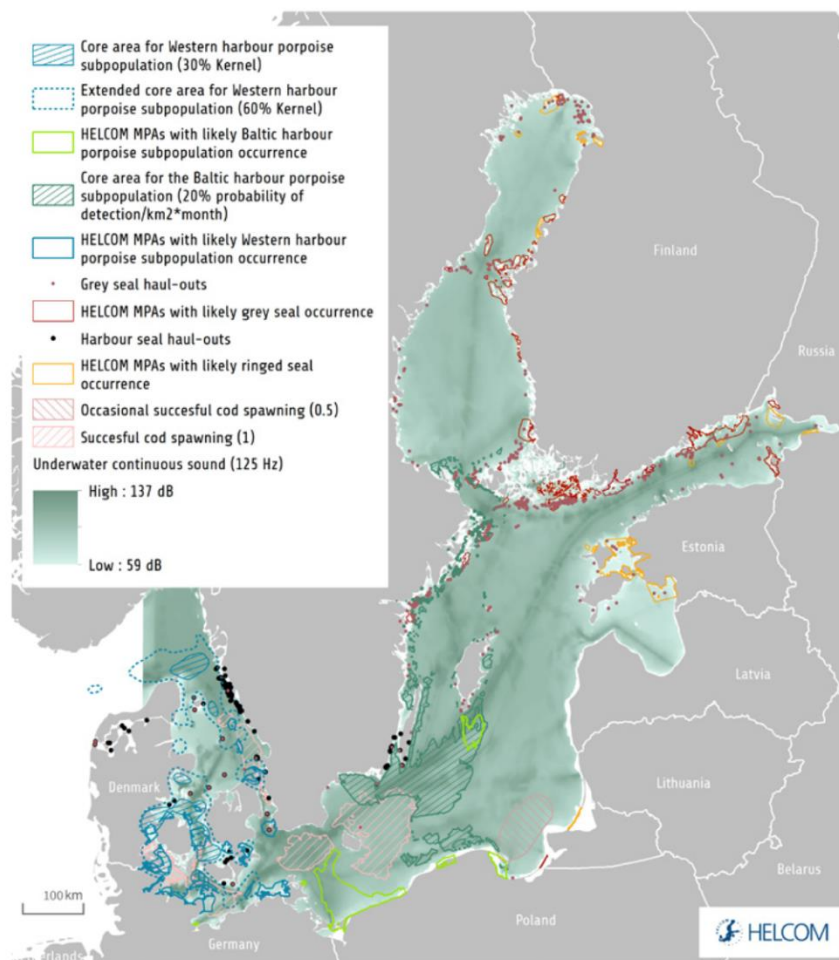 Core area for Western harbour porpoise
subpopulation (30% Kernel)
Extended core area for Western harbour
porpoise subpopulation (60% Kernel)
HELCOM MPAs with likely Baltic harbour
porpoise subpopulation occurrence
Core area for the Baltic harbour porpoise
subpopulation (20% probability of
detection/km2*month)
HELCOM MPAs with likely Western harbour
porpoise subpopulation occurrence
Grey seal haul-outs
HELCOM MPAs with likely grey seal occurrence
Harbour seal haul-outs
HELCOM MPAs with likely ringed seal
occurrence
Occasional succesful cod spawning (0.5)
Succesful cod spawning (1)
Underwater continuous sound (125 Hz)
High : 137 dB
Low : 59 dB
Finland
Russia
Estonia
Latvia
Lithuania
Denmark
Belarus
100 km
Poland
Germany
HELCOM